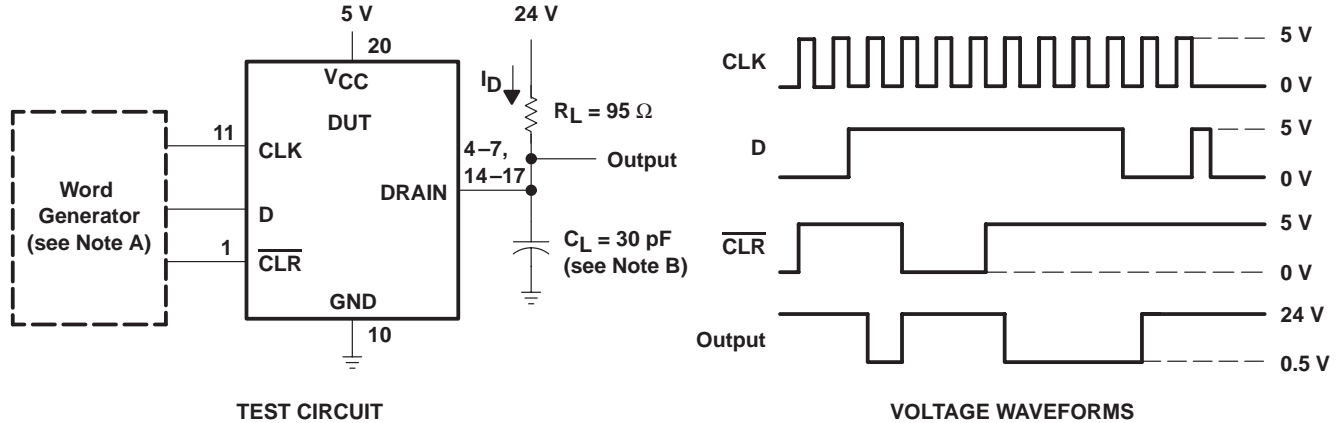 5 V
24 V
20
VCC
ID
RL = 95 Ω
DUT
11
CLK
4–7,
14–17
Output
DRAIN
Word
Generator
(see Note A)
D
1
CLR
CL = 30 pF
(see Note B)
GND
10
TEST CIRCUIT
CLK
5 V
0 V
D
5 V
0 V
CLR
5 V
0 V
Output
24 V
0.5 V
VOLTAGE WAVEFORMS